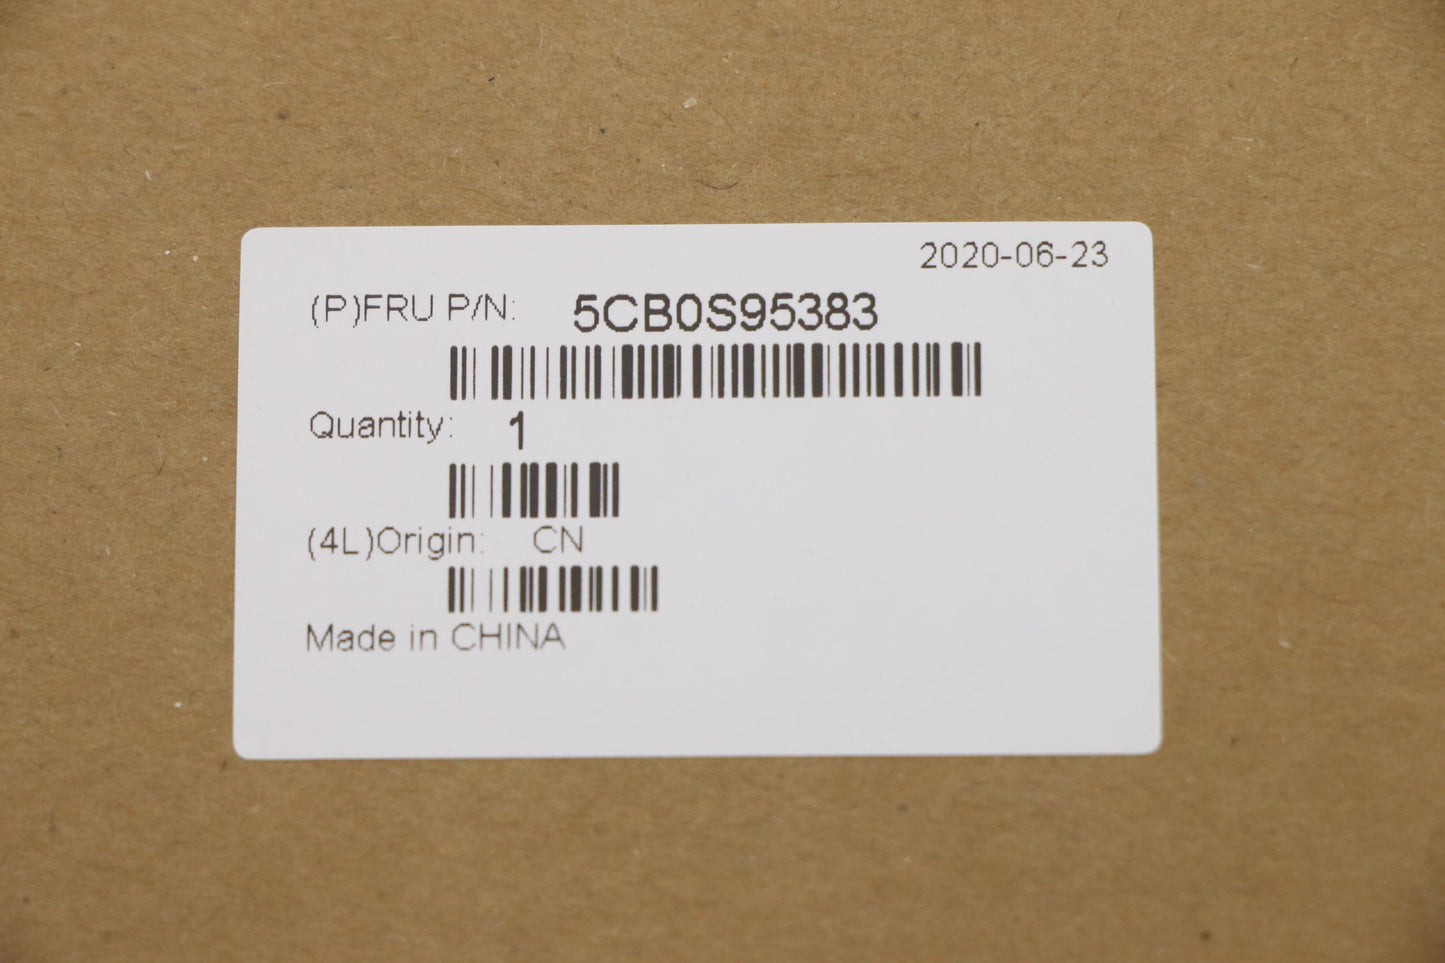 2020-06-23
(P)FRU P/N: 5CB0S95383
Quantity: 1
(4L)Origin: CN
Made in CHINA